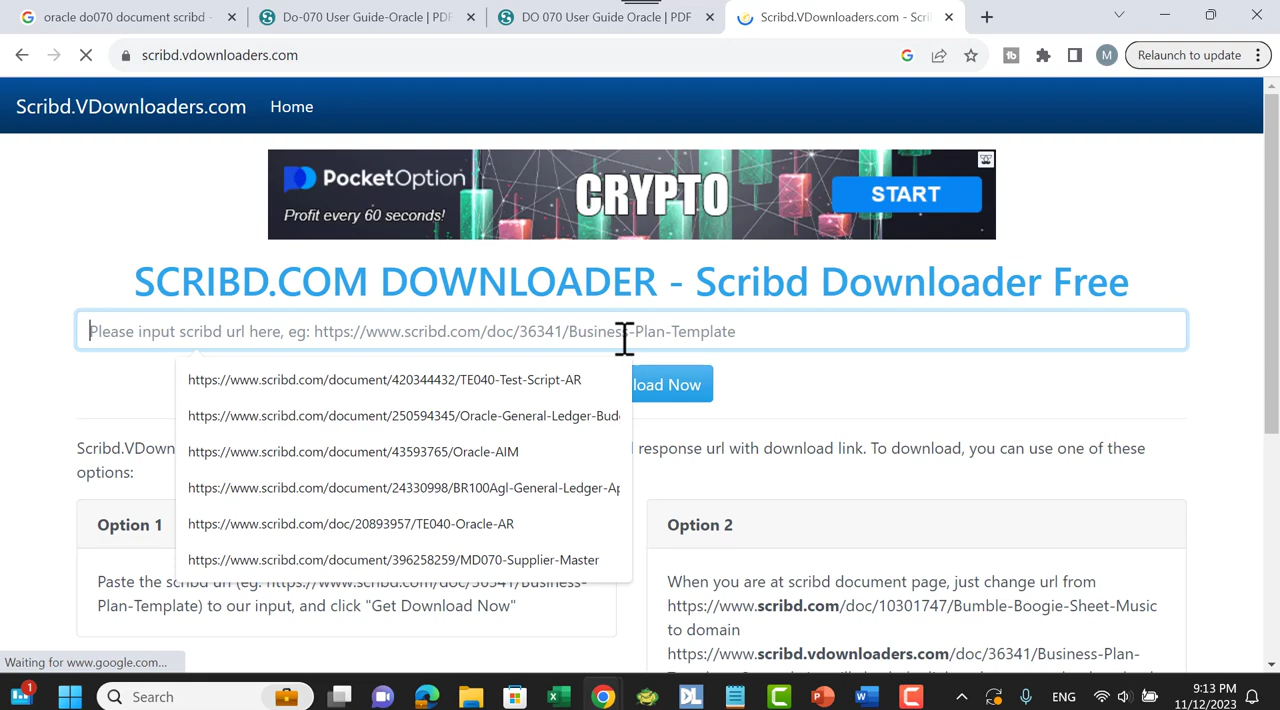 oracle do070 document scribd -
Do-070 User Guide-Oracle | PDF
DO 070 User Guide Oracle | PDF
Scribd.VDownloaders.com - Scri
scribd.vdownloaders.com
M
Relaunch to update
Scribd.VDownloaders.com
Home
PocketOption
Profit every 60 seconds!
CRYPTO
START
SCRIBD.COM DOWNLOADER - Scribd Downloader Free
Please input scribd url here, eg: https://www.scribd.com/doc/36341/Business-Plan-Template
https://www.scribd.com/document/420344432/TE040-Test-Script-AR
load Now
https://www.scribd.com/document/250594345/Oracle-General-Ledger-Bud
https://www.scribd.com/document/43593765/Oracle-AIM
https://www.scribd.com/document/24330998/BR100Agl-General-Ledger-Ap
https://www.scribd.com/doc/20893957/TE040-Oracle-AR
https://www.scribd.com/document/396258259/MD070-Supplier-Master
Scribd.VDown
response url with download link. To download, you can use one of these
options:
Option 1
Paste the scribd url (eg: https://www.scribd.com/doc/36341/Business-
Plan-Template) to our input, and click "Get Download Now"
Option 2
When you are at scribd document page, just change url from
https://www.scribd.com/doc/10301747/Bumble-Boogie-Sheet-Music
to domain
https://www.scribd.vdownloaders.com/doc/36341/Business-Plan-
Waiting for www.google.com...
1
Search
ENG
9:13 PM
11/12/2023